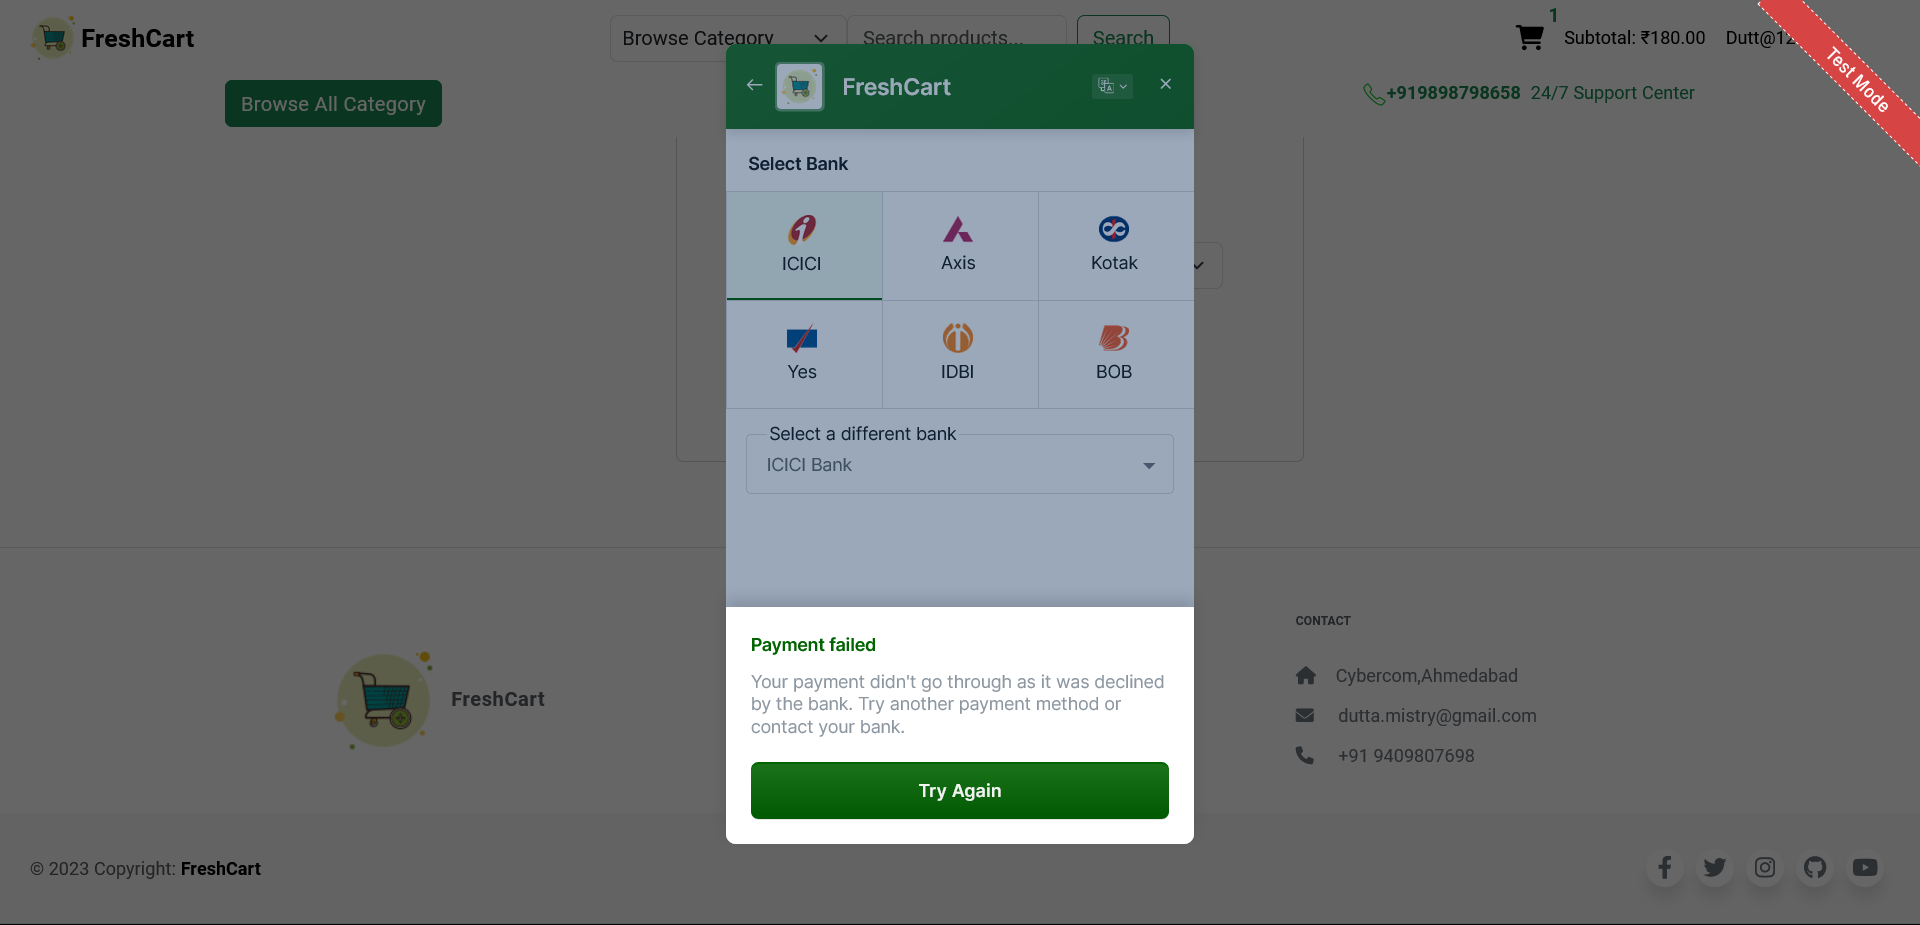 FreshCart
Browse Category
Search products...
Search
1
Subtotal: ₹180.00
Dutt@12
Test Mode
Browse All Category
+919898798658 24/7 Support Center
FreshCart
Select Bank
ICICI
Axis
Kotak
Yes
IDBI
BOB
Select a different bank
ICICI Bank
Payment failed
Your payment didn't go through as it was declined
by the bank. Try another payment method or
contact your bank.
Try Again
FreshCart
CONTACT
Cybercom,Ahmedabad
dutta.mistry@gmail.com
+91 9409807698
© 2023 Copyright: FreshCart